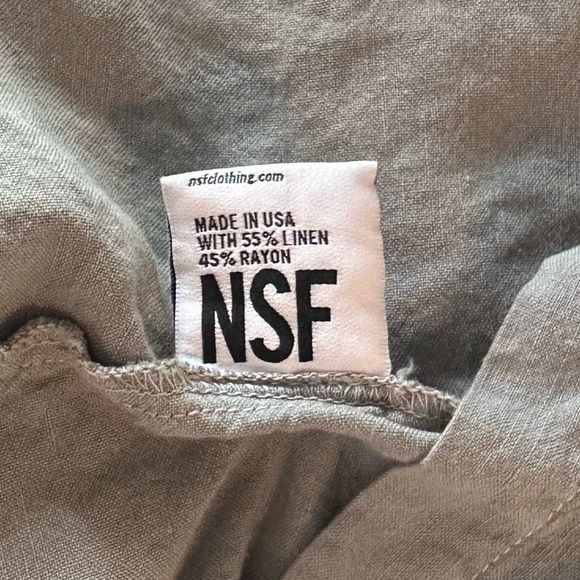 nsfclothing.com
MADE IN USA
WITH 55% LINEN
45% RAYON
NSF